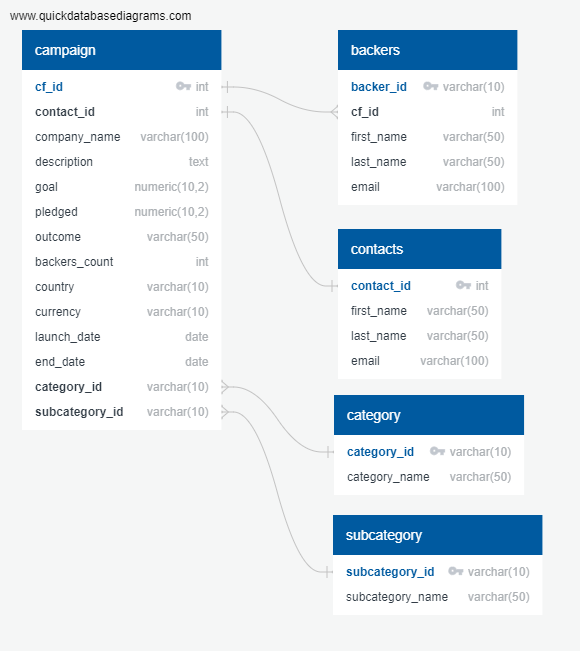 www.quickdatabasediagrams.com
campaign
cf_id int
contact_id int
company_name varchar(100)
description text
goal numeric(10,2)
pledged numeric(10,2)
outcome varchar(50)
backers_count int
country varchar(10)
currency varchar(10)
launch_date date
end_date date
category_id varchar(10)
subcategory_id varchar(10)
backers
backer_id varchar(10)
cf_id int
first_name varchar(50)
last_name varchar(50)
email varchar(100)
contacts
contact_id int
first_name varchar(50)
last_name varchar(50)
email varchar(100)
category
category_id varchar(10)
category_name varchar(50)
subcategory
subcategory_id varchar(10)
subcategory_name varchar(50)